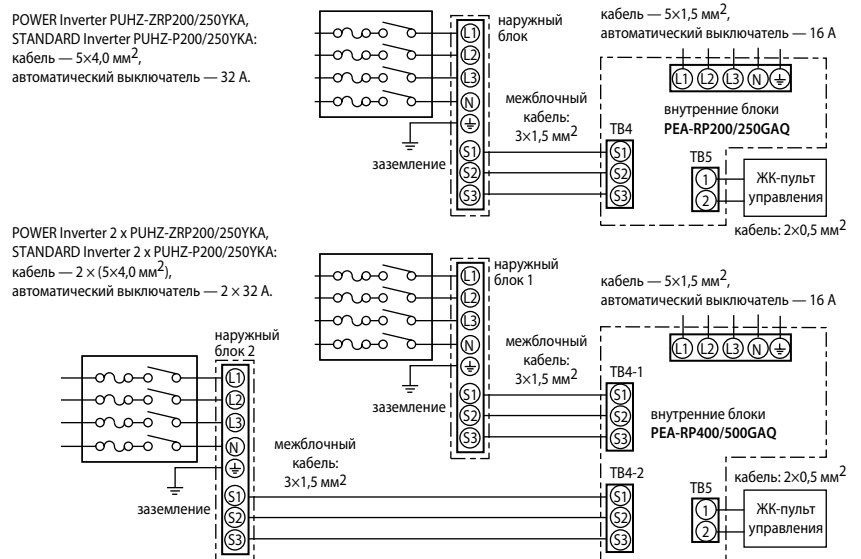 POWER Inverter PUHZ-ZRP200/250YKA,
STANDARD Inverter PUHZ-P200/250YKA:
кабель — 5×4,0 мм2,
автоматический выключатель — 32 А.
наружный
блок
L1
L2
L3
N
S1
S2
S3
заземление
межблочный
кабель:
3×1,5 мм2
кабель — 5×1,5 мм2,
автоматический выключатель — 16 А
L1 L2 L3 N
внутренние блоки
PEA-RP200/250GAQ
TB4
S1
S2
S3
TB5
1
2
ЖК-пульт
управления
кабель: 2×0,5 мм2
POWER Inverter 2 x PUHZ-ZRP200/250YKA,
STANDARD Inverter 2 x PUHZ-P200/250YKA:
кабель — 2 × (5×4,0 мм2),
автоматический выключатель — 2 × 32 А.
наружный
блок 1
L1
L2
L3
N
S1
S2
S3
заземление
межблочный
кабель:
3×1,5 мм2
кабель — 5×1,5 мм2,
автоматический выключатель — 16 А
L1 L2 L3 N
внутренние блоки
PEA-RP400/500GAQ
TB4-1
S1
S2
S3
наружный
блок 2
L1
L2
L3
N
S1
S2
S3
заземление
межблочный
кабель:
3×1,5 мм2
TB4-2
S1
S2
S3
TB5
1
2
кабель: 2×0,5 мм2
ЖК-пульт
управления